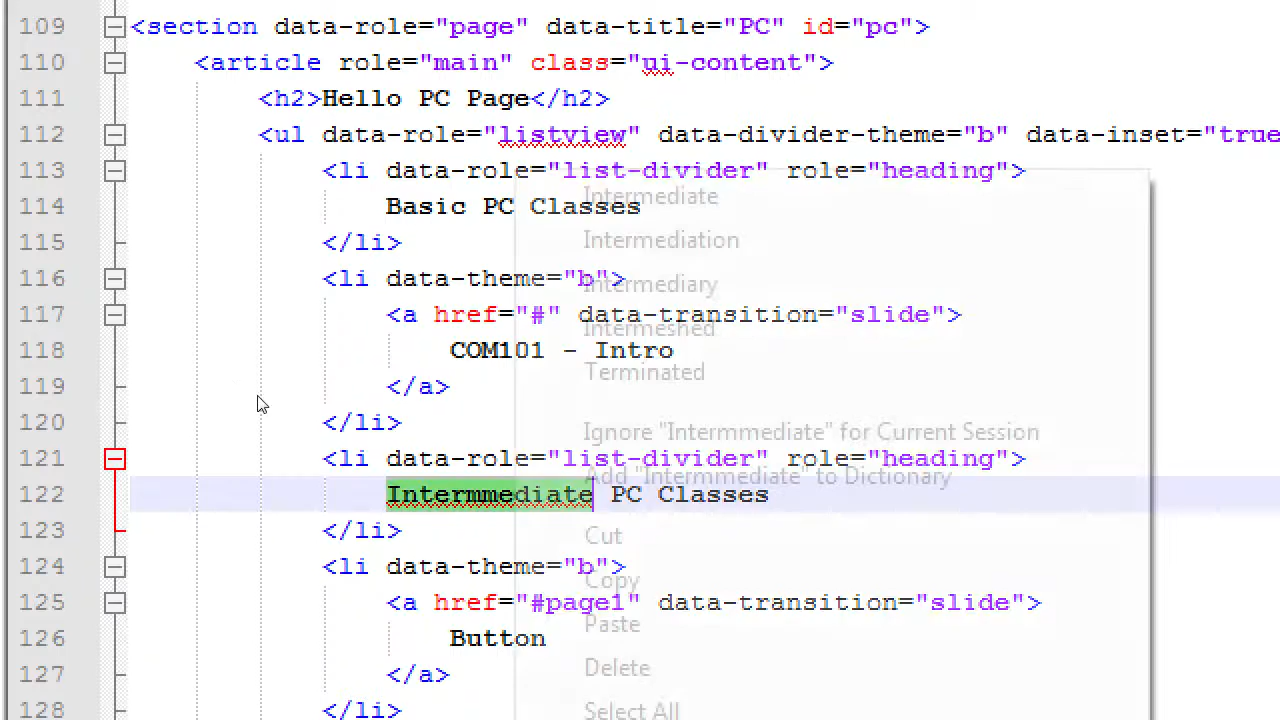 109 <section data-role="page" data-title="PC" id="pc">
110 <article role="main" class="ui-content">
111 <h2>Hello PC Page</h2>
112 <ul data-role="listview" data-divider-theme="b" data-inset="true
113 <li data-role="list-divider" role="heading">
Intermediate
114 Basic PC Classes
115 </li>
Intermediation
116 <li data-theme="b">
Intermediary
117 <a href="#" data-transition="slide">
Intermeshed
118 COM101 - Intro
Terminated
119 </a>
120 </li>
Ignore "Intermmediate" for Current Session
121 <li data-role="list-divider" role="heading">
Add "Intermmediate" to Dictionary
122 Intermmediate PC Classes
123 </li>
Cut
124 <li data-theme="b">
Copy
125 <a href="#page1" data-transition="slide">
Paste
126 Button
Delete
127 </a>
128 </li>
Select All